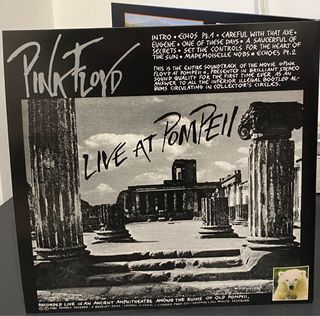 PINK FLOYD
INTRO • ECHOS PT.1 • CAREFUL WITH THAT AXE,
EUGENE • ONE OF THESE DAYS • A SAUCERFUL OF
SECRETS • SET THE CONTROLS FOR THE HEART OF
THE SUN • MADEMOISELLE NOBS • ECHOES PT.2
THIS IS THE ENTIRE SOUNDTRACK OF THE MOVIE "PINK
FLOYD AT POMPEII", PRESENTED IN BRILLIANT STEREO
SOUND QUALITY FOR THE FIRST TIME EVER AS AN
ANSWER TO ALL THE INFERIOR ILLEGAL BOOTLEG AL-
BUMS CIRCULATING IN COLLECTOR'S CIRCLES.
LIVE AT POMPEII
RECORDED LIVE IN AN ANCIENT AMPHITHEATRE AMONG THE RUINS OF OLD POMPEII.